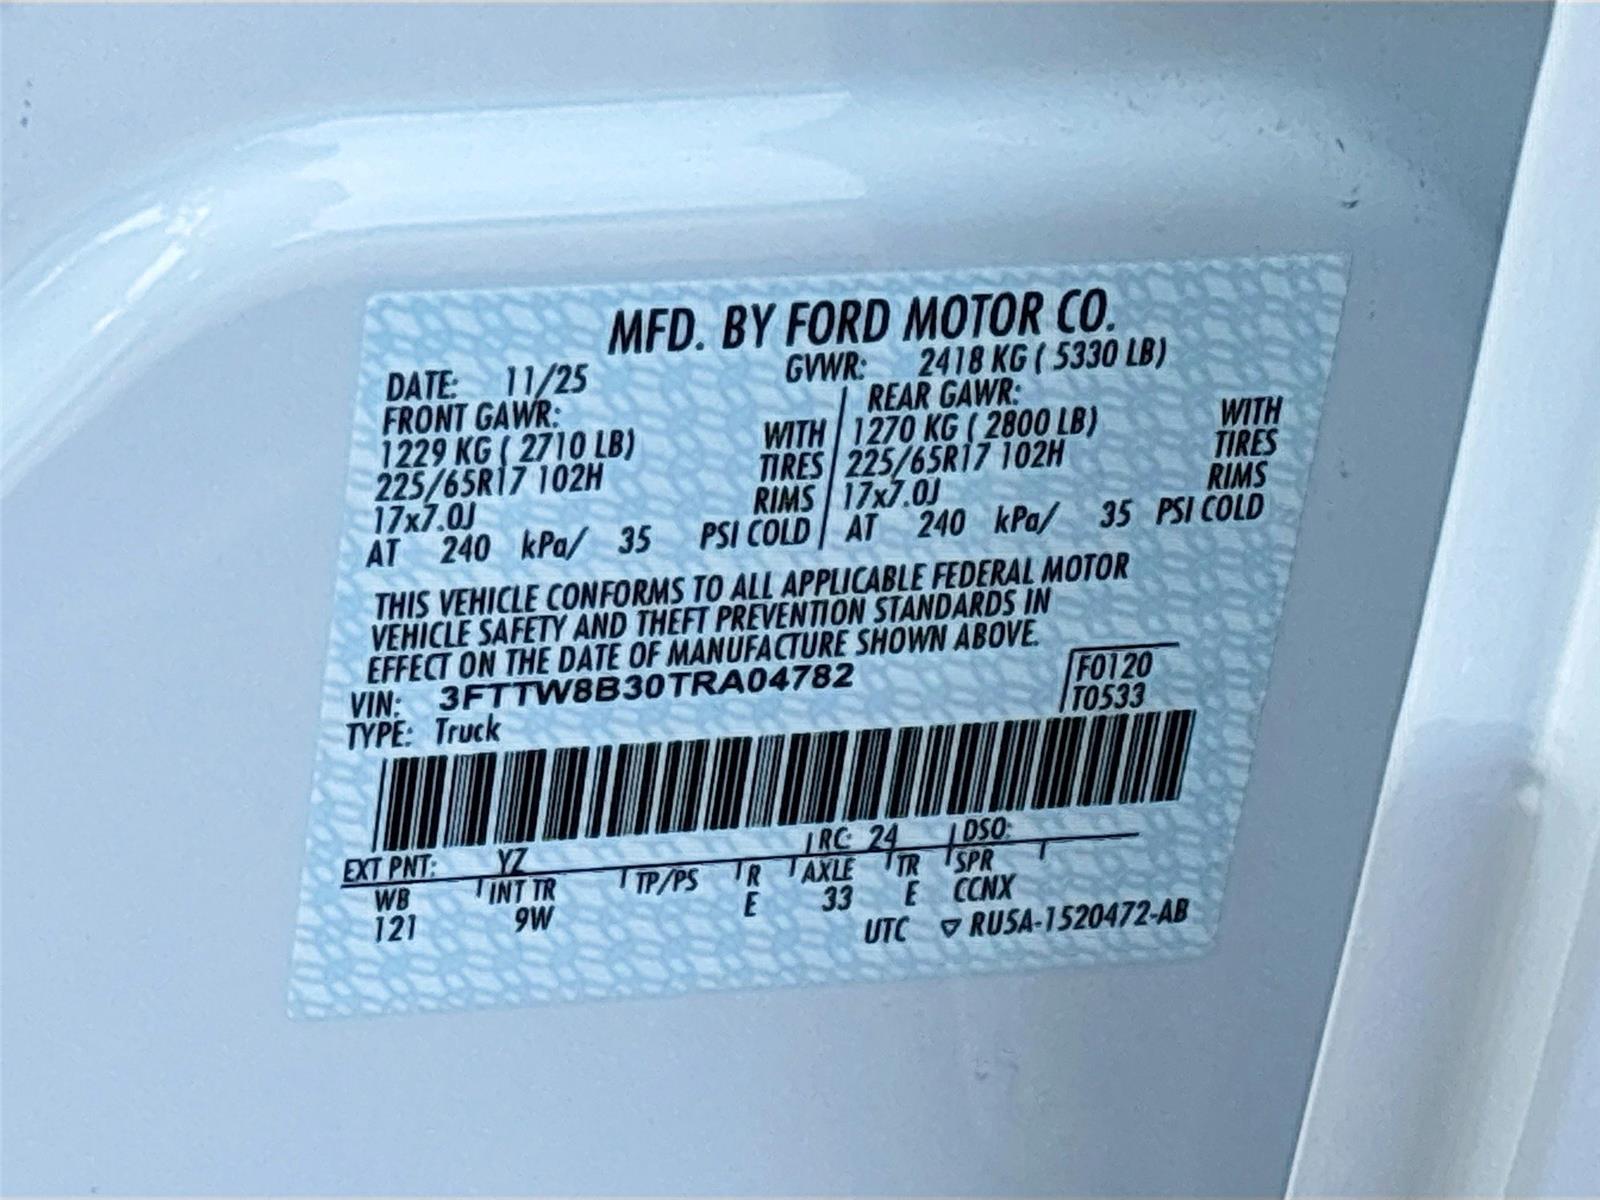 MFD. BY FORD MOTOR CO.
DATE: 11/25 GVWR: 2418 KG ( 5330 LB)
FRONT GAWR: REAR GAWR:
1229 KG ( 2710 LB) WITH 1270 KG ( 2800 LB) WITH
225/65R17 102H TIRES 225/65R17 102H TIRES
17x7.0J RIMS 17x7.0J RIMS
AT 240 kPa/ 35 PSI COLD AT 240 kPa/ 35 PSI COLD
THIS VEHICLE CONFORMS TO ALL APPLICABLE FEDERAL MOTOR
VEHICLE SAFETY AND THEFT PREVENTION STANDARDS IN
EFFECT ON THE DATE OF MANUFACTURE SHOWN ABOVE.
VIN: 3FTTW8B30TRA04782 F0120
TYPE: Truck T0533
EXT PNT: YZ RC: 24 DSO:
WB INT TR TP/PS R AXLE TR SPR
121 9W E 33 E CCNX
UTC RU5A-1520472-AB